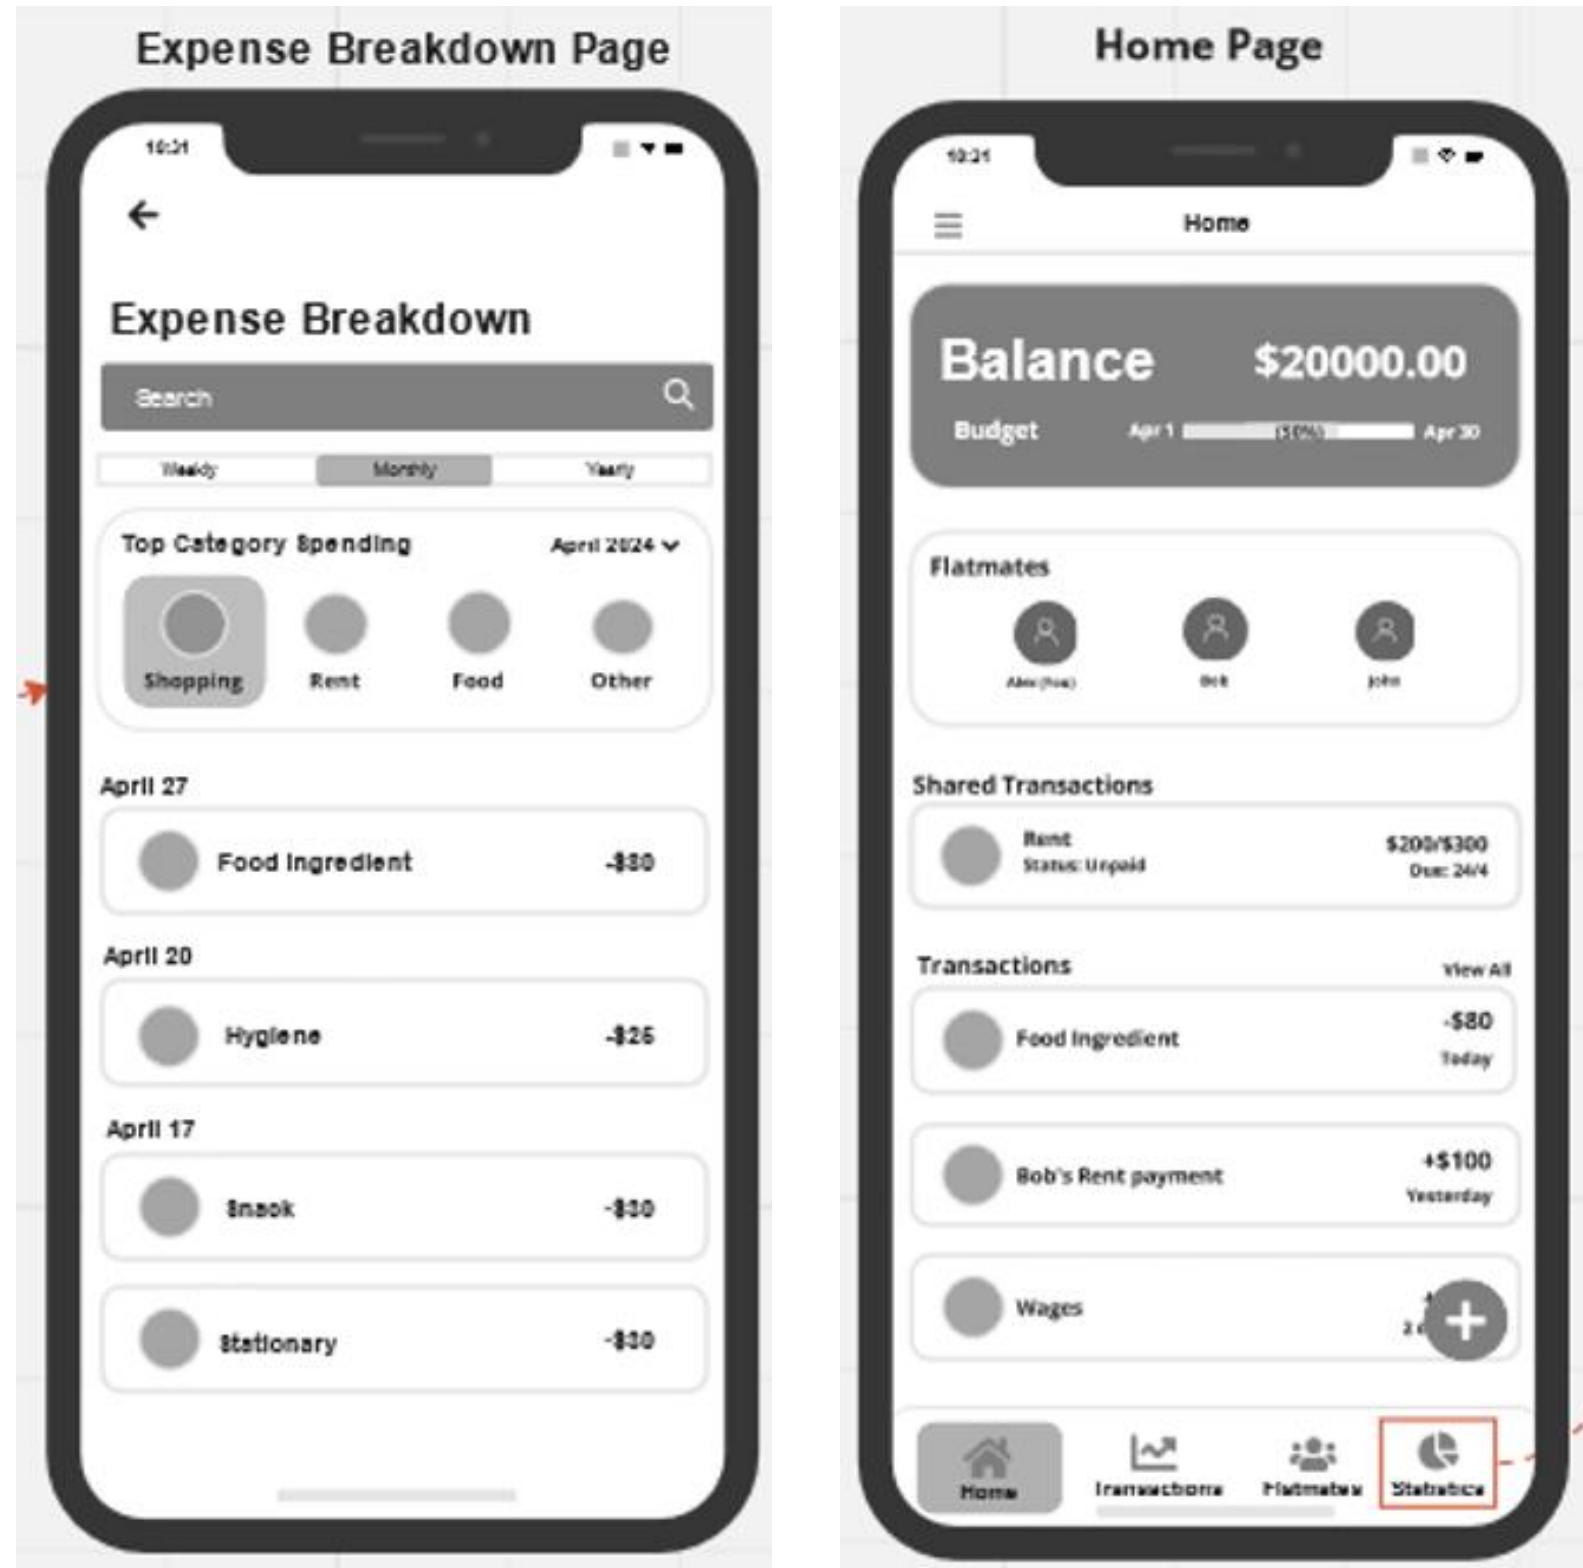 Expense Breakdown Page
10:21
Expense Breakdown
Search
Weekly Monthly Yearly
Top Category Spending April 2024
Shopping Rent Food Other
April 27
Food Ingredient -$80
April 20
Hygiene -$25
April 17
Snack -$30
Stationary -$30
Home Page
10:21
Home
Balance $20000.00
Budget Apr 1 (50%) Apr 30
Flatmates
Alex (You) Bob John
Shared Transactions
Rent $200/$300
Status: Unpaid Due: 24/4
Transactions View All
Food Ingredient -$80
Today
Bob's Rent payment +$100
Yesterday
Wages
Home Transactions Flatmates Statistics